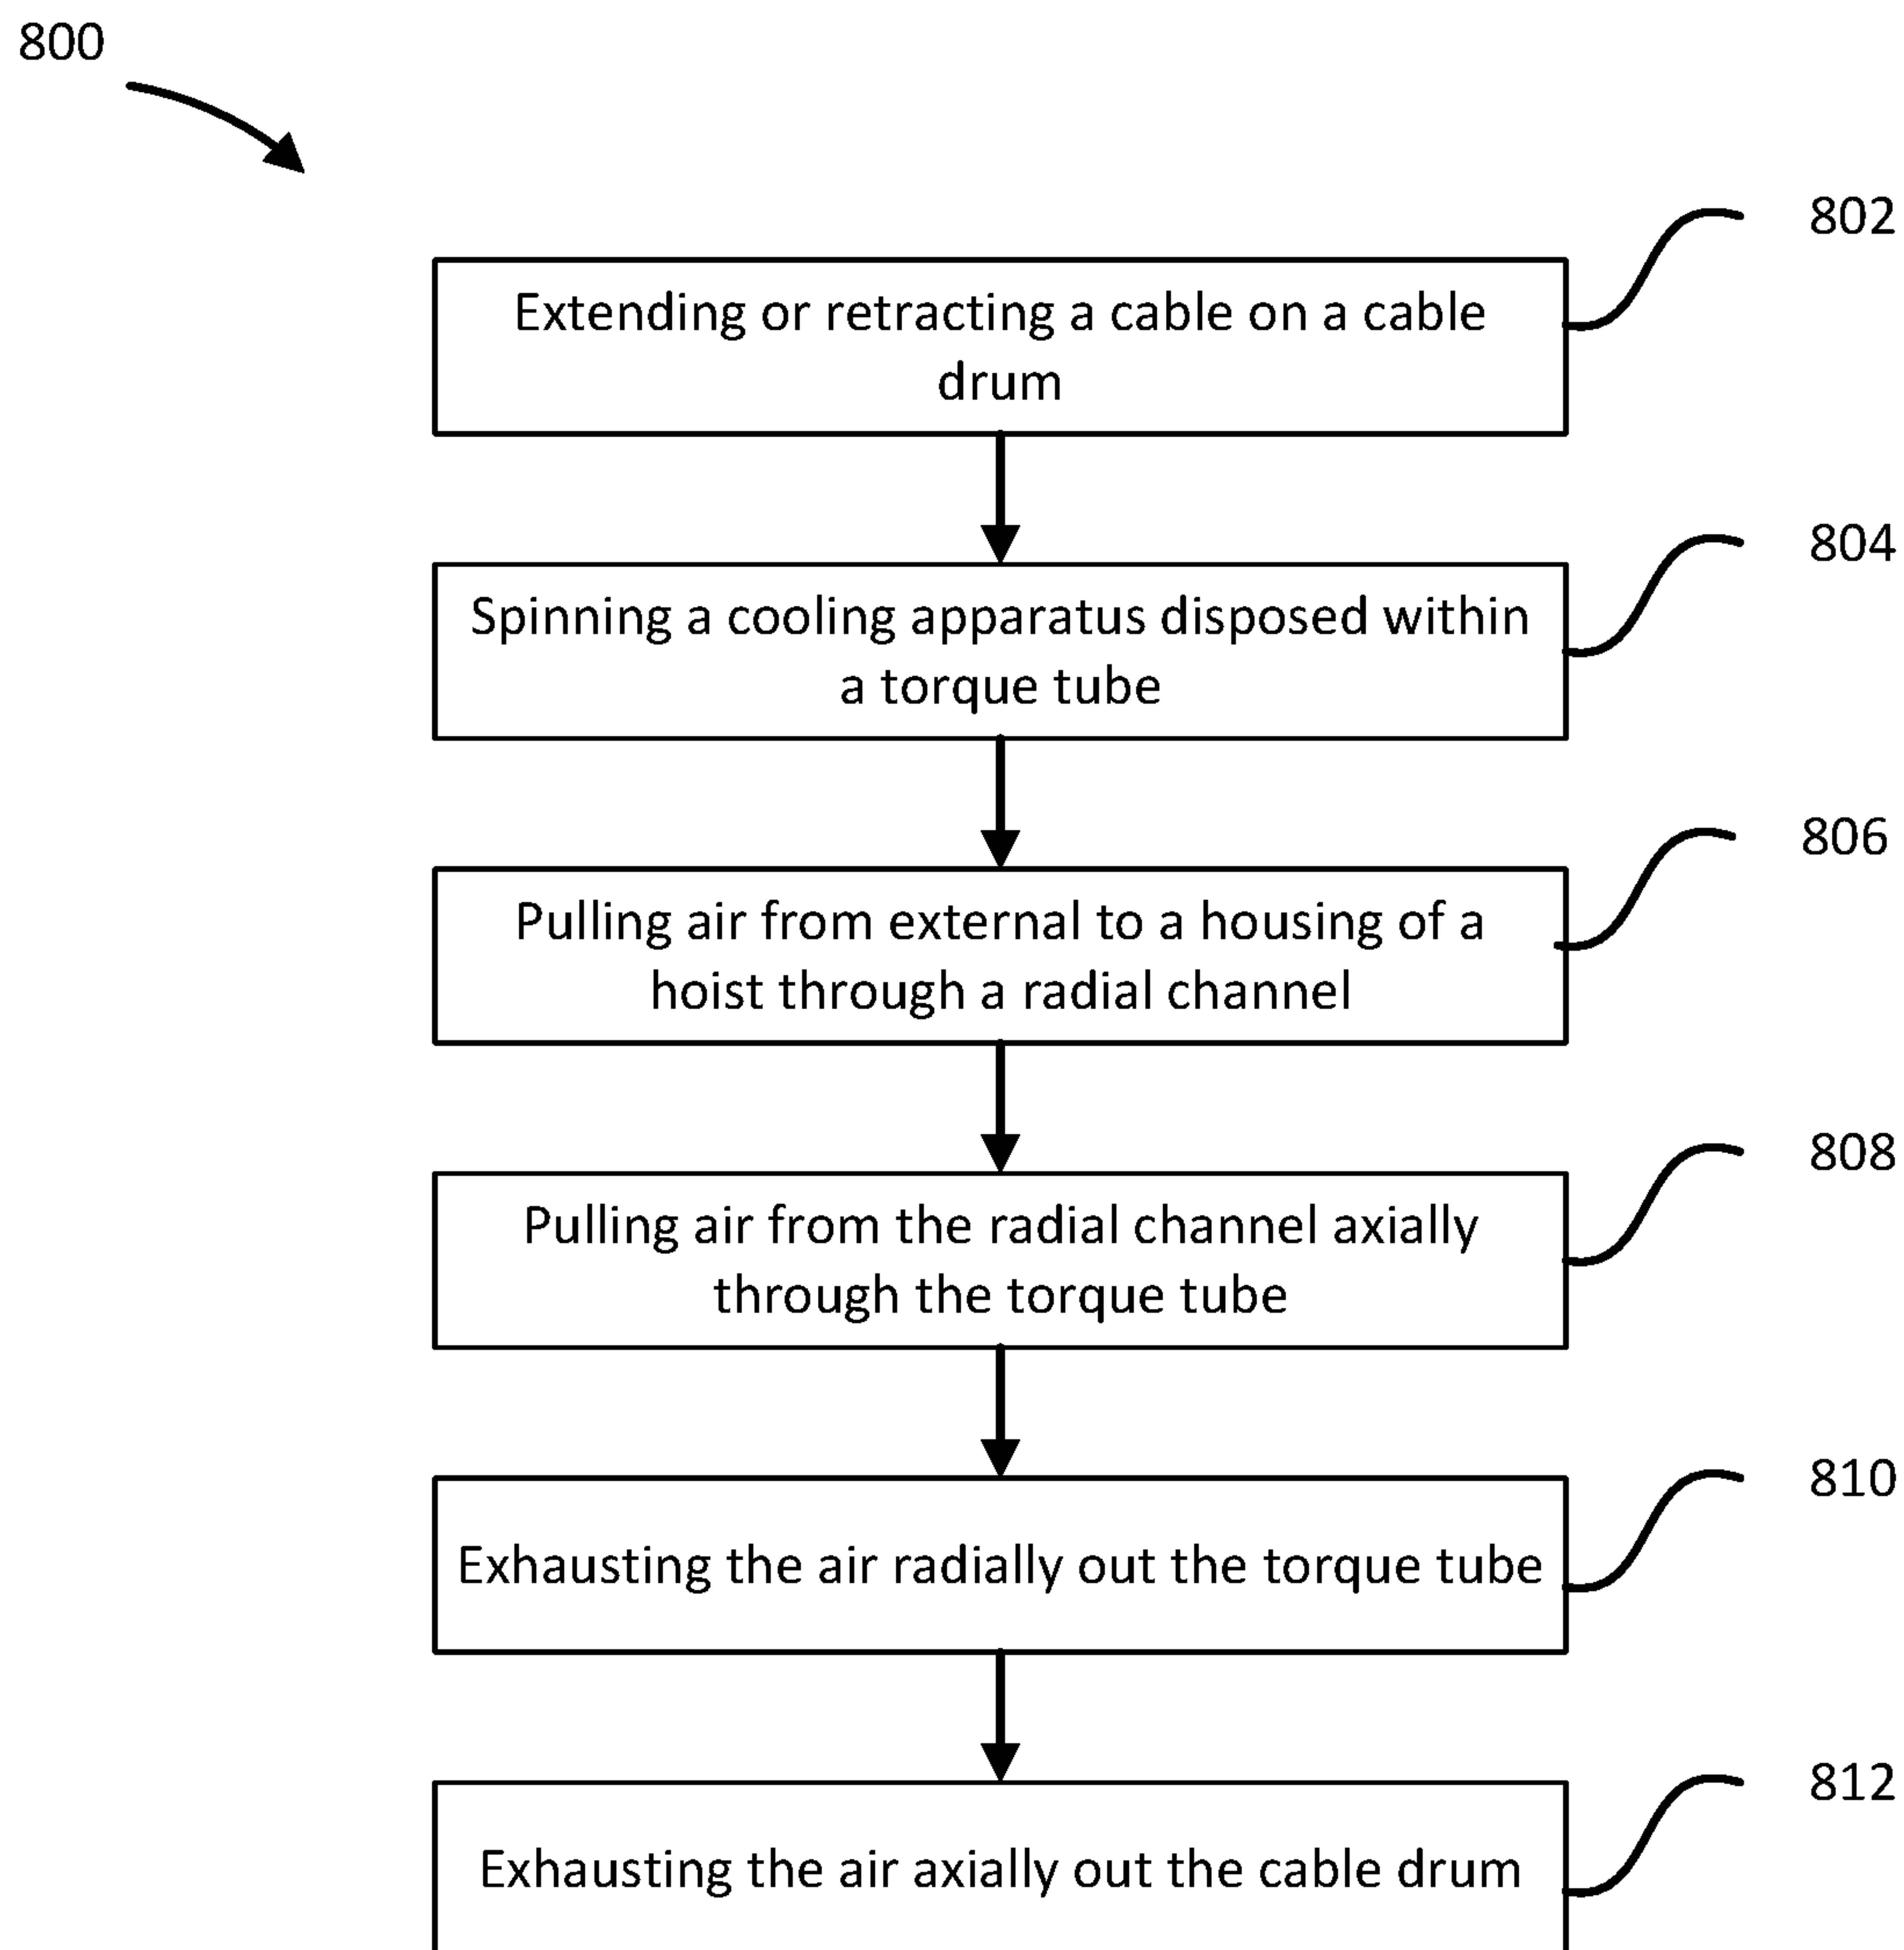 800
802
Extending or retracting a cable on a cable
drum
804
Spinning a cooling apparatus disposed within
a torque tube
806
Pulling air from external to a housing of a
hoist through a radial channel
808
Pulling air from the radial channel axially
through the torque tube
810
Exhausting the air radially out the torque tube
812
Exhausting the air axially out the cable drum